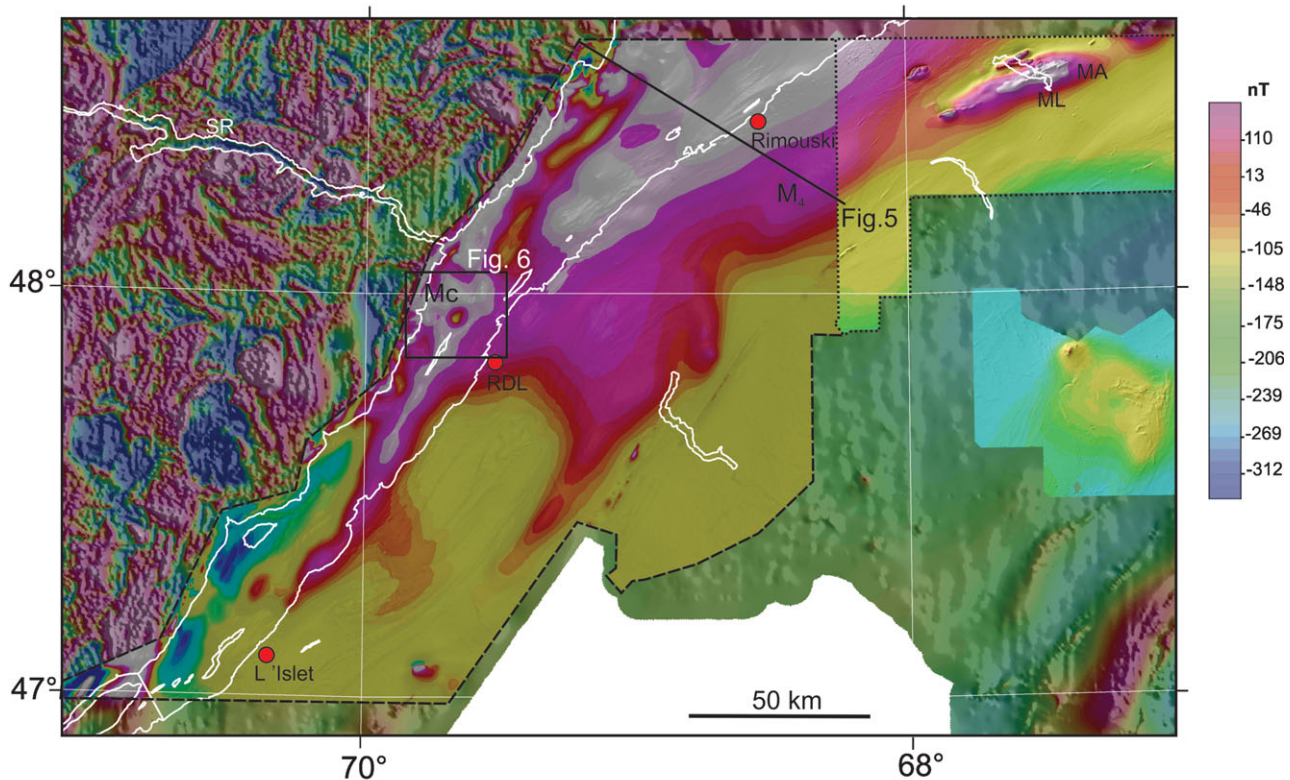 nT
110
13
-46
-105
-148
-175
-206
-239
-269
-312
MA
ML
SR
Rimouski
M4
Fig.5
48°
Fig. 6
Mc
RDL
L 'Islet
47°
50 km
70°
68°